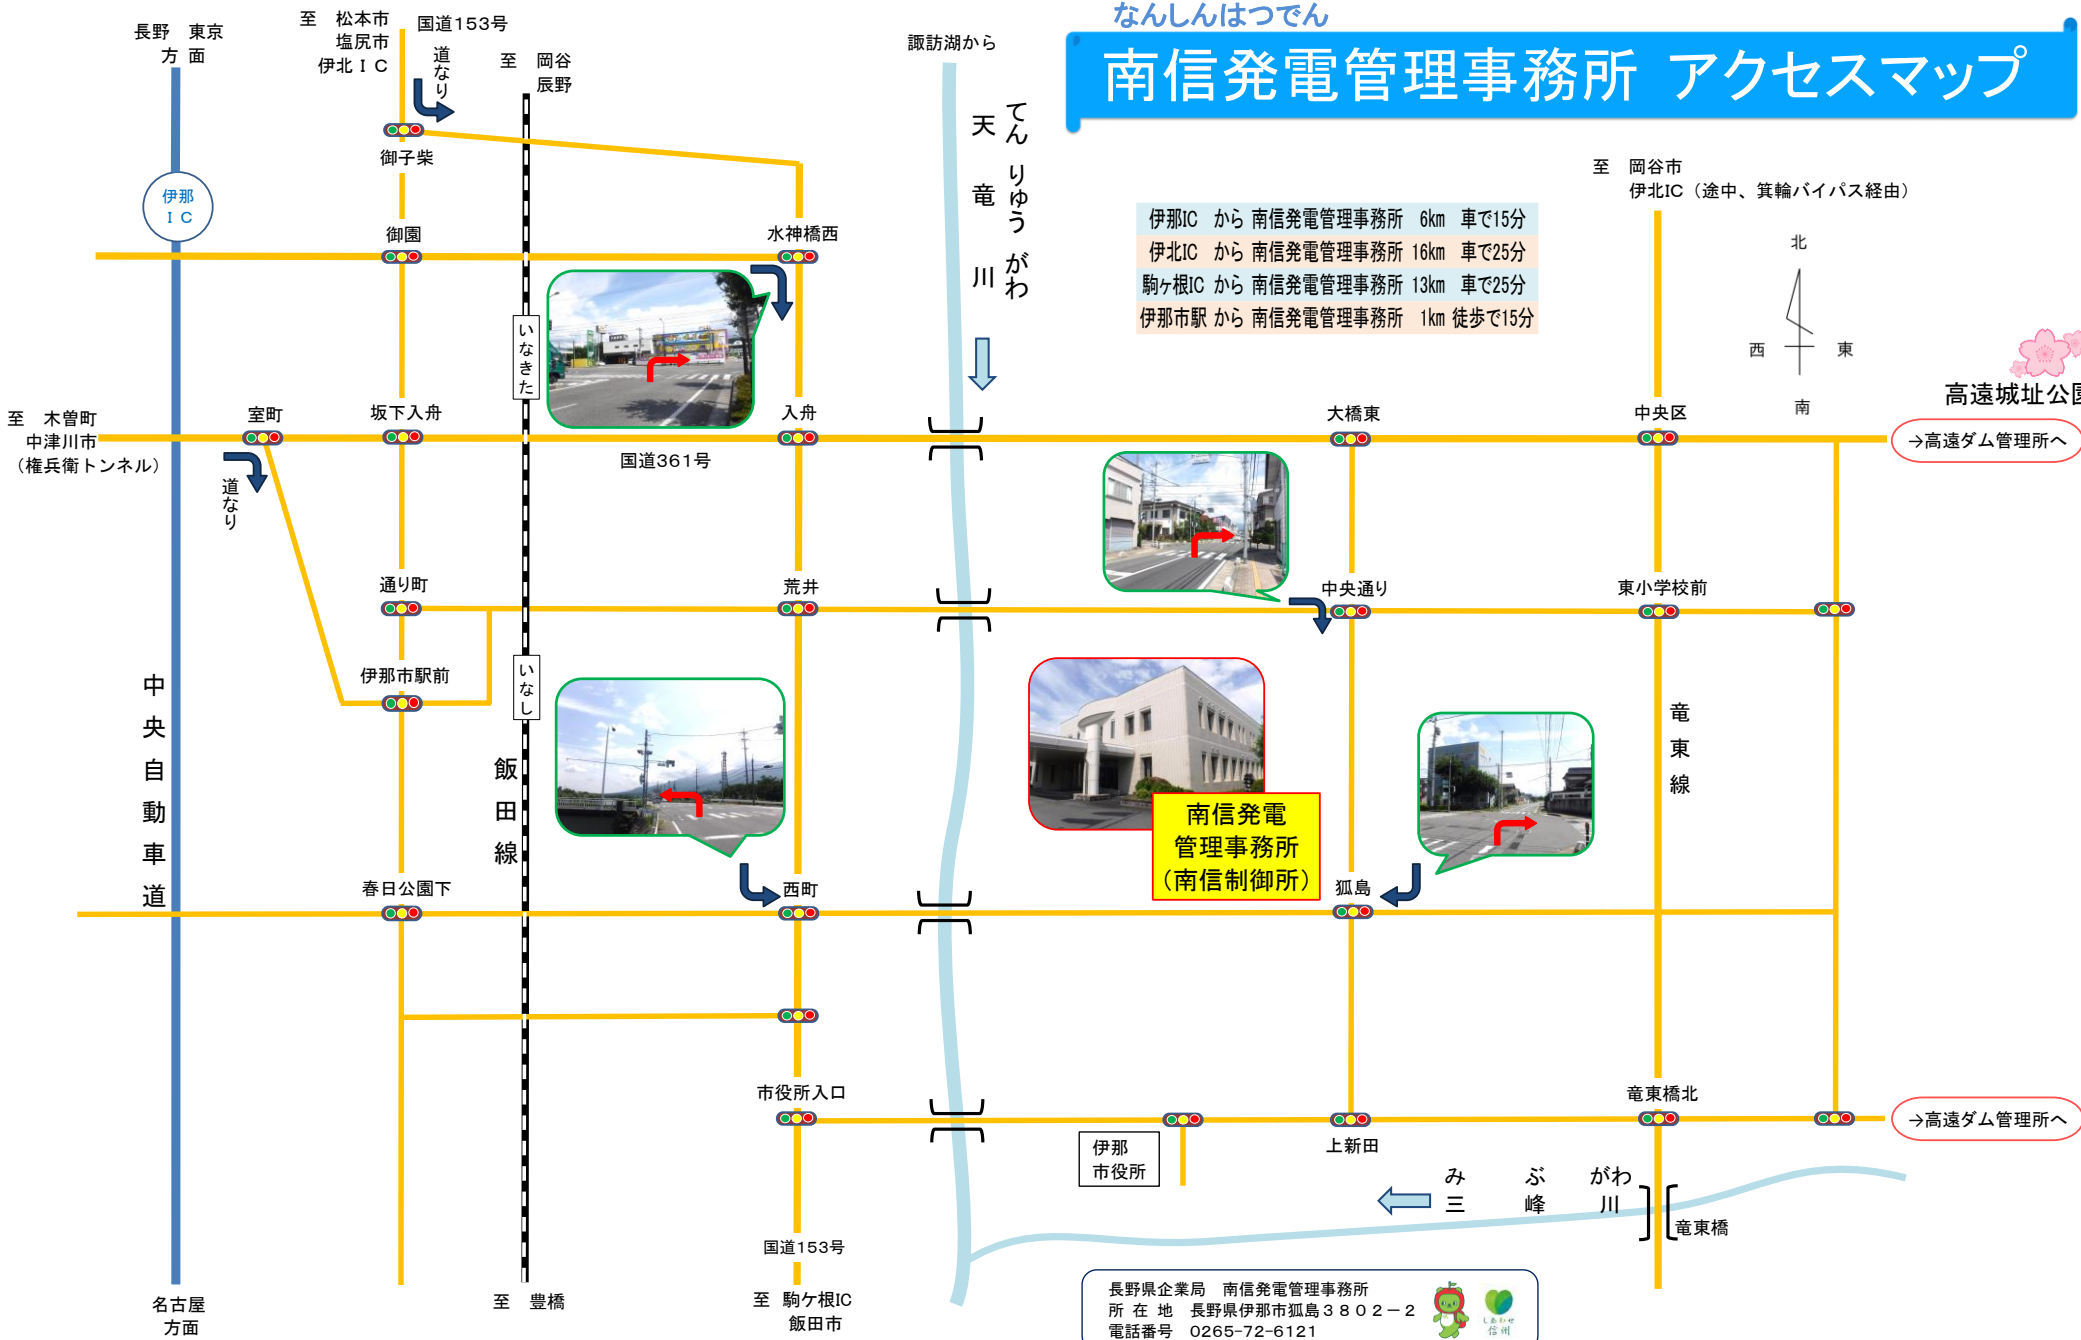 なんしんはつでん
南信発電管理事務所 アクセスマップ
長野 東京
方 面
至 松本市
塩尻市
伊北ＩＣ
国道153号
道なり
至 岡谷
辰野
諏訪湖から
天竜川
てんりゅうがわ
御子柴
伊那
ＩＣ
御園
水神橋西
至 岡谷市
伊北IC（途中、箕輪バイパス経由）
伊那IC から 南信発電管理事務所 6km 車で15分
伊北IC から 南信発電管理事務所 16km 車で25分
駒ヶ根IC から 南信発電管理事務所 13km 車で25分
伊那市駅 から 南信発電管理事務所 1km 徒歩で15分
北
西
東
南
高遠城址公園
いなきた
至 木曽町
中津川市
（権兵衛トンネル）
室町
坂下入舟
入舟
大橋東
中央区
→高遠ダム管理所へ
国道361号
道なり
通り町
荒井
中央通り
東小学校前
伊那市駅前
いなし
中央自動車道
飯田線
竜東線
南信発電
管理事務所
（南信制御所）
春日公園下
西町
狐島
市役所入口
竜東橋北
→高遠ダム管理所へ
伊那
市役所
上新田
み ぶ がわ
三 峰 川
竜東橋
国道153号
名古屋
方面
至 豊橋
至 駒ケ根IC
飯田市
長野県企業局 南信発電管理事務所
所 在 地 長野県伊那市狐島３８０２－２
電話番号 0265-72-6121
しあわせ
信州